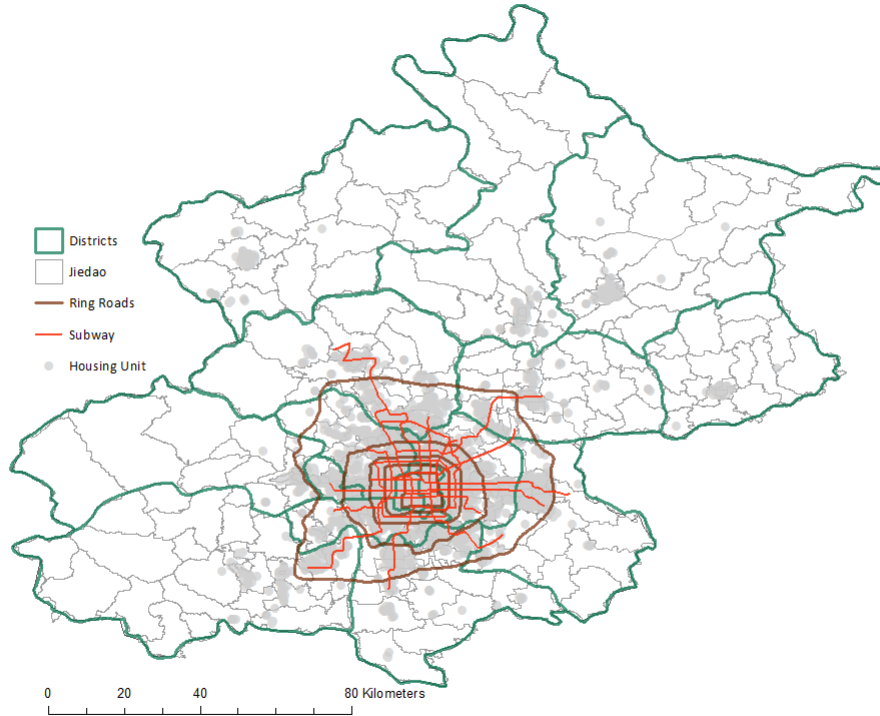 Districts
Jiedao
Ring Roads
Subway
Housing Unit
0 20 40 80 Kilometers